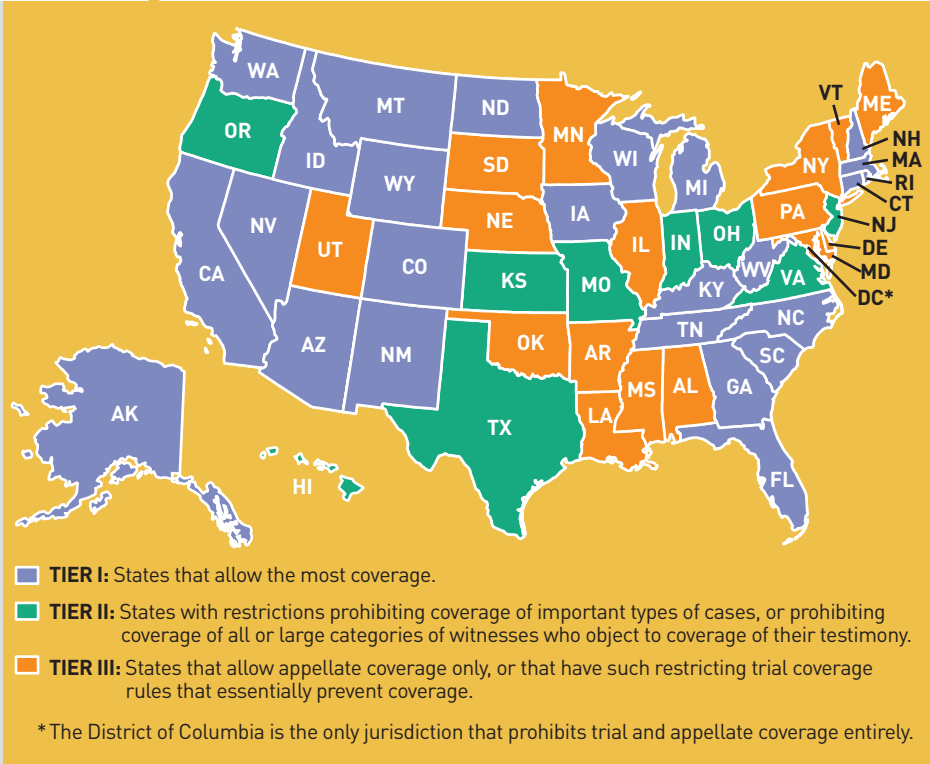 WA
MT
ND
MN
VT
ME
OR
ID
SD
WI
NY
NH
MA
WY
MI
RI
CT
NV
NE
IA
PA
NJ
UT
IL
IN
OH
DE
CA
CO
KS
MO
WV
VA
MD
KY
DC*
AZ
NM
OK
AR
TN
NC
SC
MS
AL
GA
AK
TX
LA
HI
FL
TIER I: States that allow the most coverage.
TIER II: States with restrictions prohibiting coverage of important types of cases, or prohibiting
coverage of all or large categories of witnesses who object to coverage of their testimony.
TIER III: States that allow appellate coverage only, or that have such restricting trial coverage
rules that essentially prevent coverage.
* The District of Columbia is the only jurisdiction that prohibits trial and appellate coverage entirely.